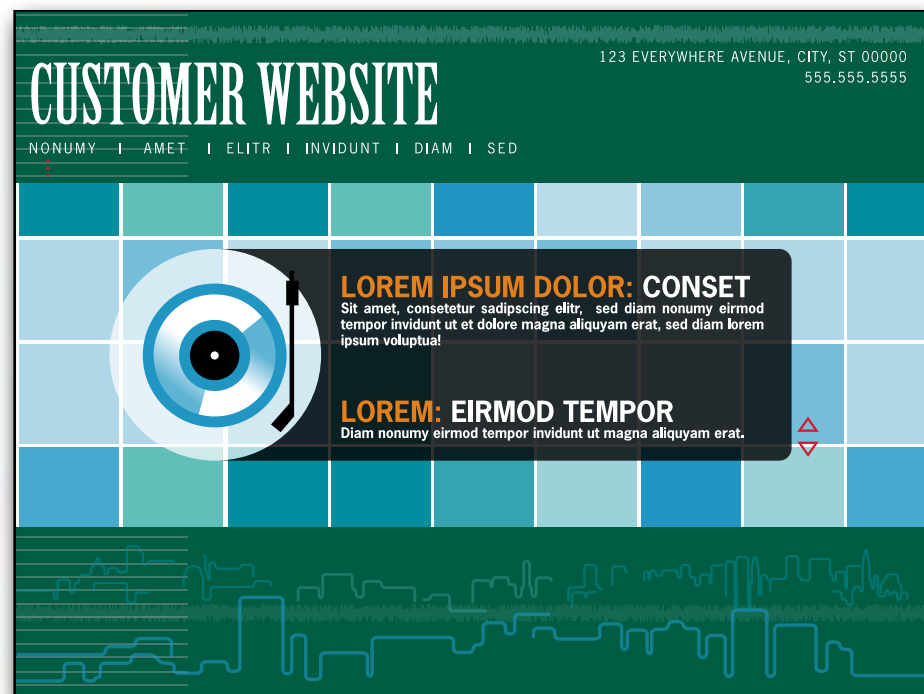 123 EVERYWHERE AVENUE, CITY, ST 00000
555.555.5555
CUSTOMER WEBSITE
NONUMY I AMET I ELITR I INVIDUNT I DIAM I SED
LOREM IPSUM DOLOR: CONSET
Sit amet, consetetur sadipscing elitr, sed diam nonumy eirmod
tempor invidunt ut et dolore magna aliquyam erat, sed diam lorem
ipsum voluptua!
LOREM: EIRMOD TEMPOR
Diam nonumy eirmod tempor invidunt ut magna aliquyam erat.